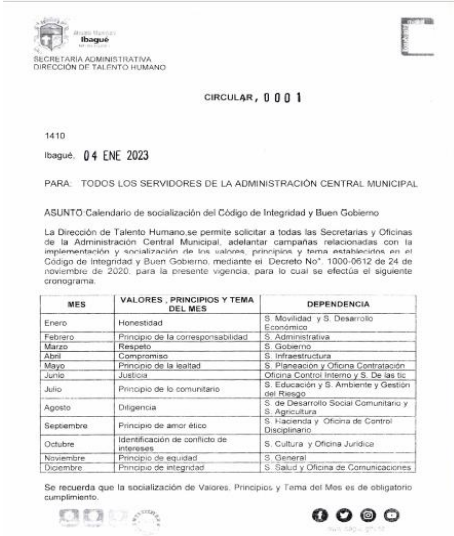 Ibagué
SECRETARÍA ADMINISTRATIVA
DIRECCIÓN DE TALENTO HUMANO
CIRCULAR, 0001
1410
Ibagué, 04 ENE 2023
PARA: TODOS LOS SERVIDORES DE LA ADMINISTRACIÓN CENTRAL MUNICIPAL
ASUNTO: Calendario de socialización del Código de Integridad y Buen Gobierno
La Dirección de Talento Humano se permite solicitar a todas las Secretarias y Oficinas
de la Administración Central Municipal, adelantar campañas relacionadas con la
implementación y socialización de los valores, principios y tema establecidos en el
Código de Integridad y Buen Gobierno, mediante el Decreto No°. 1000-0612 de 24 de
noviembre de 2020, para la presente vigencia, para lo cual se efectúa el siguiente
cronograma:
MES VALORES, PRINCIPIOS Y TEMA DEL MES DEPENDENCIA
Enero Honestidad S. Movilidad y S. Desarrollo Económico
Febrero Principio de la corresponsabilidad S. Administrativa
Marzo Respeto S. Gobierno
Abril Compromiso S. Infraestructura
Mayo Principio de la lealtad S. Planeación y Oficina Contratación
Junio Justicia Oficina Control Interno y S. De las tic
Julio Principio de lo comunitario S. Educación y S. Ambiente y Gestión del Riesgo
Agosto Diligencia S. de Desarrollo Social Comunitario y S. Agricultura
Septiembre Principio de amor ético S. Hacienda y Oficina de Control Disciplinario
Octubre Identificación de conflicto de intereses S. Cultura y Oficina Jurídica
Noviembre Principio de equidad S. General
Diciembre Principio de integridad S. Salud y Oficina de Comunicaciones
Se recuerda que la socialización de Valores, Principios y Tema del Mes es de obligatorio
cumplimiento.